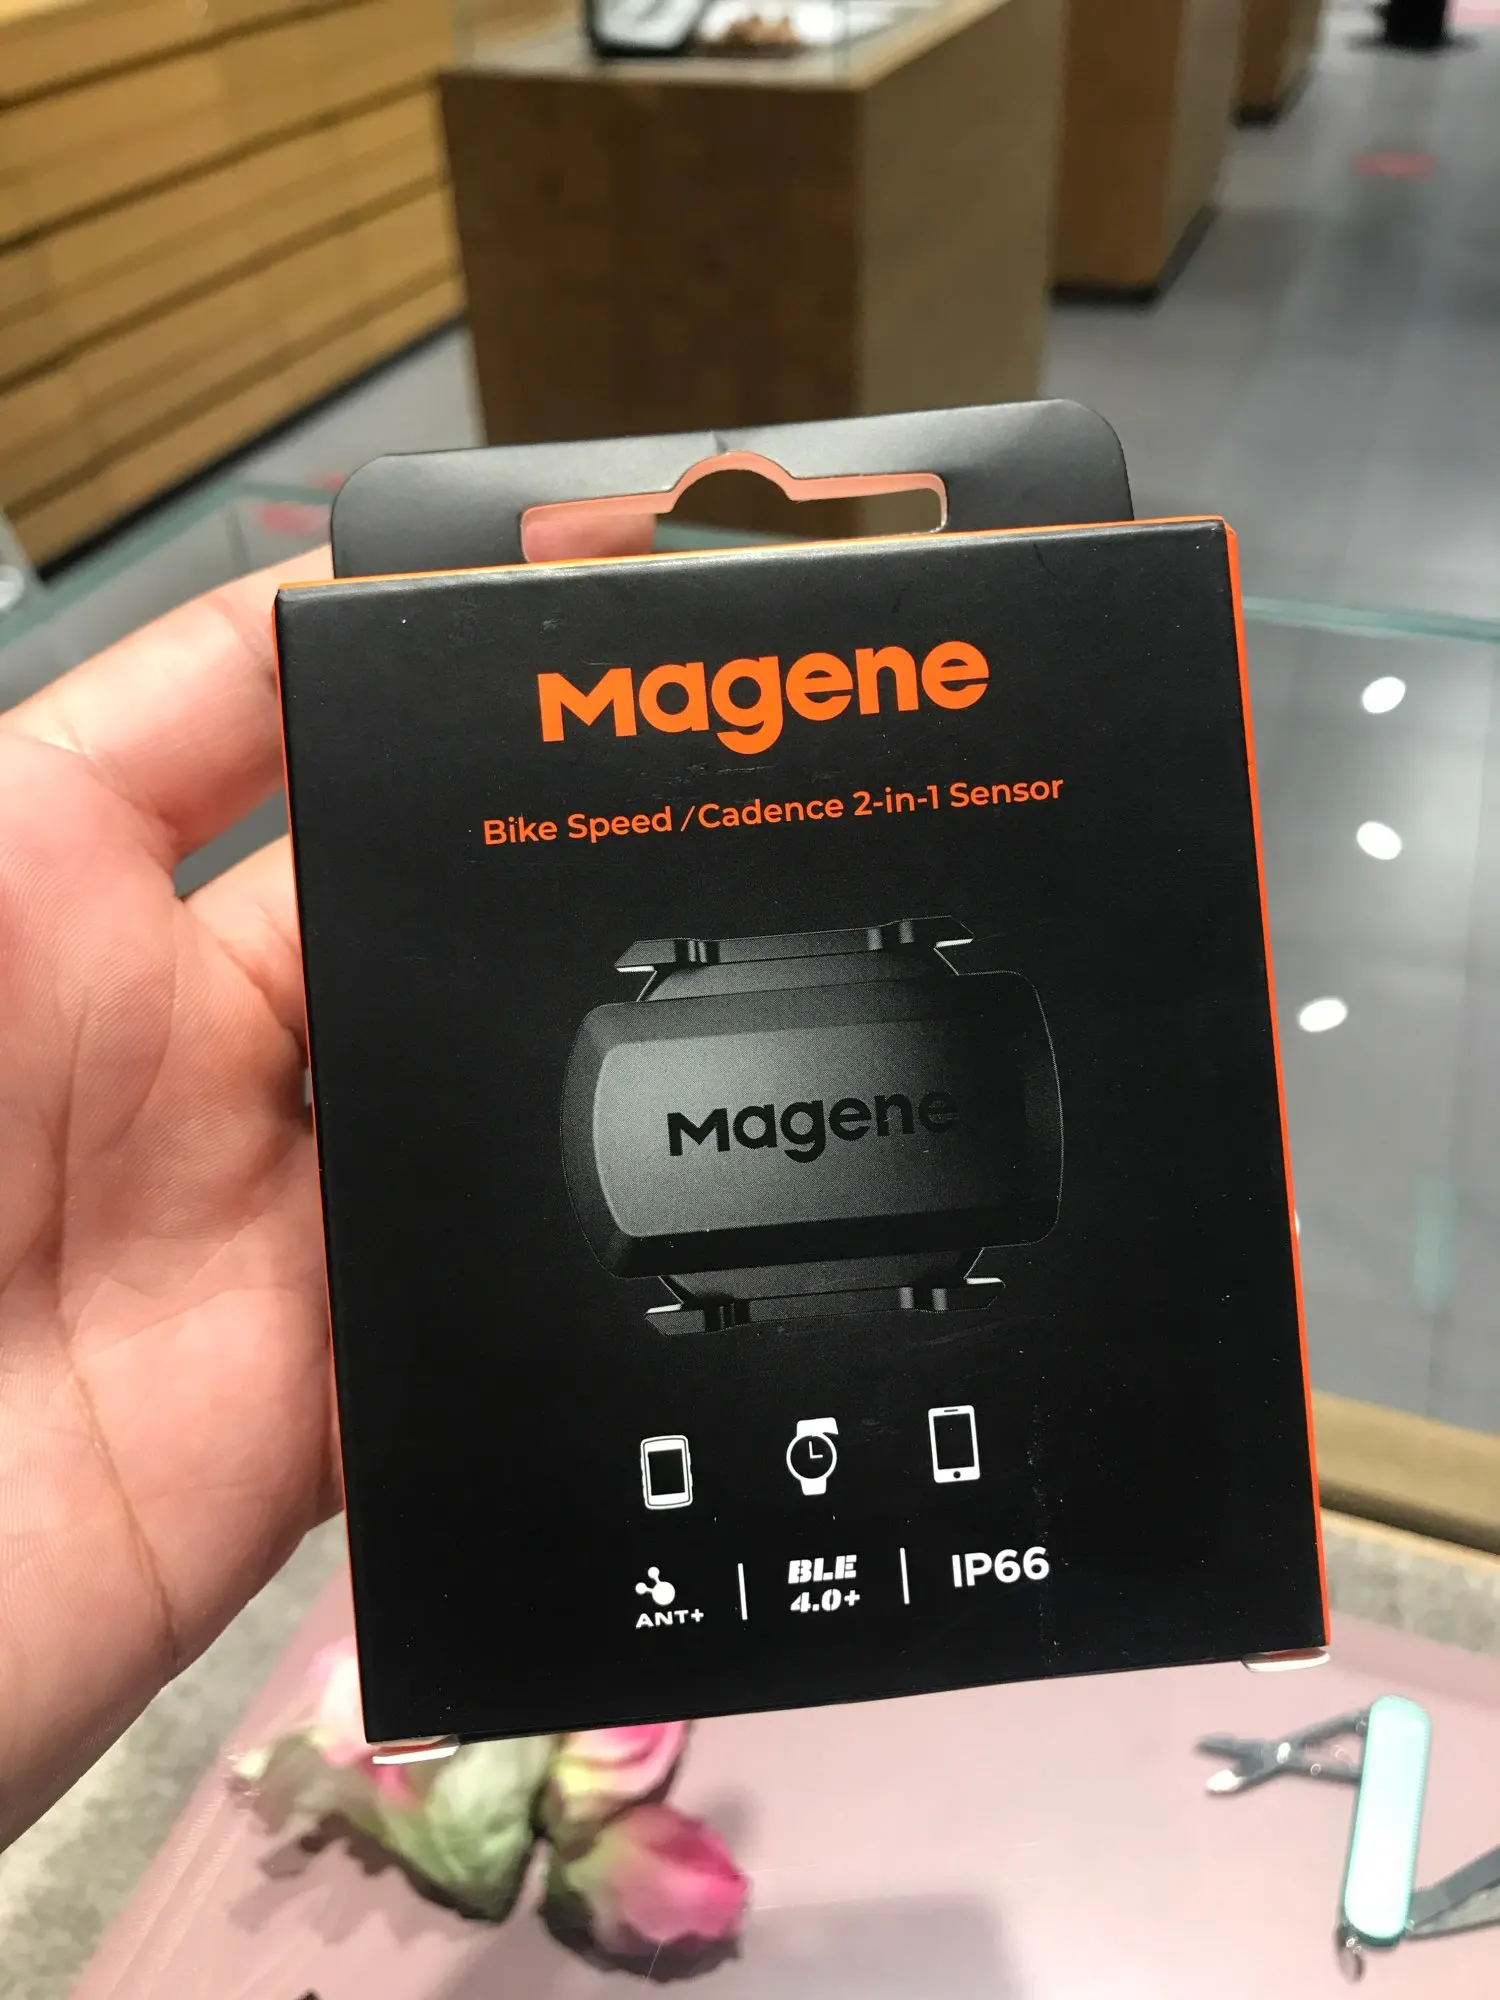 Magene
Bike Speed /Cadence 2-in-1 Sensor
Magene
ANT+
BLE
4.0+
IP66